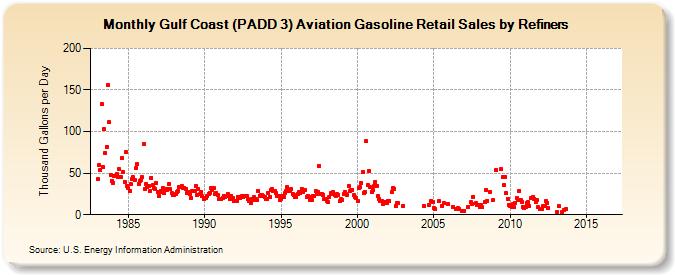 Monthly Gulf Coast (PADD 3) Aviation Gasoline Retail Sales by Refiners
Thousand Gallons per Day
200
150
100
50
0
1985 1990 1995 2000 2005 2010 2015
Source: U.S. Energy Information Administration